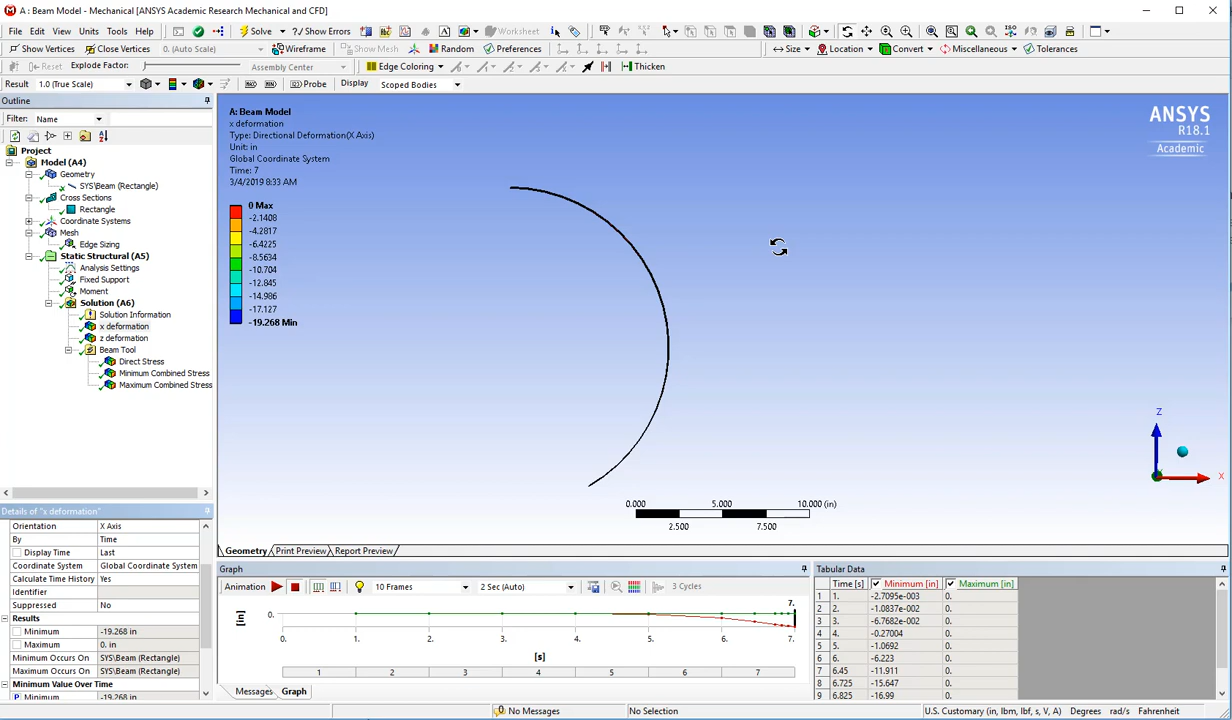 A : Beam Model - Mechanical [ANSYS Academic Research Mechanical and CFD]
File Edit View Units Tools Help Solve Show Errors Worksheet
Show Vertices Close Vertices 0. (Auto Scale) Wireframe Show Mesh Random Preferences Size Location Convert Miscellaneous Tolerances
Reset Explode Factor: Assembly Center Edge Coloring Thicken
Result 1.0 (True Scale) Probe Display Scoped Bodies
Outline
Filter: Name
Project
Model (A4)
Geometry
SYS\Beam (Rectangle)
Cross Sections
Rectangle
Coordinate Systems
Mesh
Edge Sizing
Static Structural (A5)
Analysis Settings
Fixed Support
Moment
Solution (A6)
Solution Information
x deformation
z deformation
Beam Tool
Direct Stress
Minimum Combined Stress
Maximum Combined Stress
A: Beam Model
x deformation
Type: Directional Deformation(X Axis)
Unit: in
Global Coordinate System
Time: 7
3/4/2019 8:33 AM
0 Max
-2.1408
-4.2817
-6.4225
-8.5634
-10.704
-12.845
-14.986
-17.127
-19.268 Min
ANSYS
R18.1
Academic
Z
X
0.000 5.000 10.000 (in)
2.500 7.500
Geometry Print Preview Report Preview
Details of "x deformation"
Orientation X Axis
By Time
Display Time Last
Coordinate System Global Coordinate System
Calculate Time History Yes
Identifier
Suppressed No
Results
Minimum -19.268 in
Maximum 0. in
Minimum Occurs On SYS\Beam (Rectangle)
Maximum Occurs On SYS\Beam (Rectangle)
Minimum Value Over Time
P Minimum -19.268 in
Graph
Animation 10 Frames 2 Sec (Auto) 3 Cycles
7.
[in]
0.
0. 1. 2. 3. 4. 5. 6. 7.
[s]
1 2 3 4 5 6 7
Messages Graph
Tabular Data
Time [s] Minimum [in] Maximum [in]
1 1. -2.7095e-003 0.
2 2. -1.0837e-002 0.
3 3. -6.7682e-002 0.
4 4. -0.27004 0.
5 5. -1.0692 0.
6 6. -6.223 0.
7 6.45 -11.911 0.
8 6.725 -15.647 0.
9 6.825 -16.99 0.
No Messages No Selection U.S. Customary (in, lbm, lbf, s, V, A) Degrees rad/s Fahrenheit